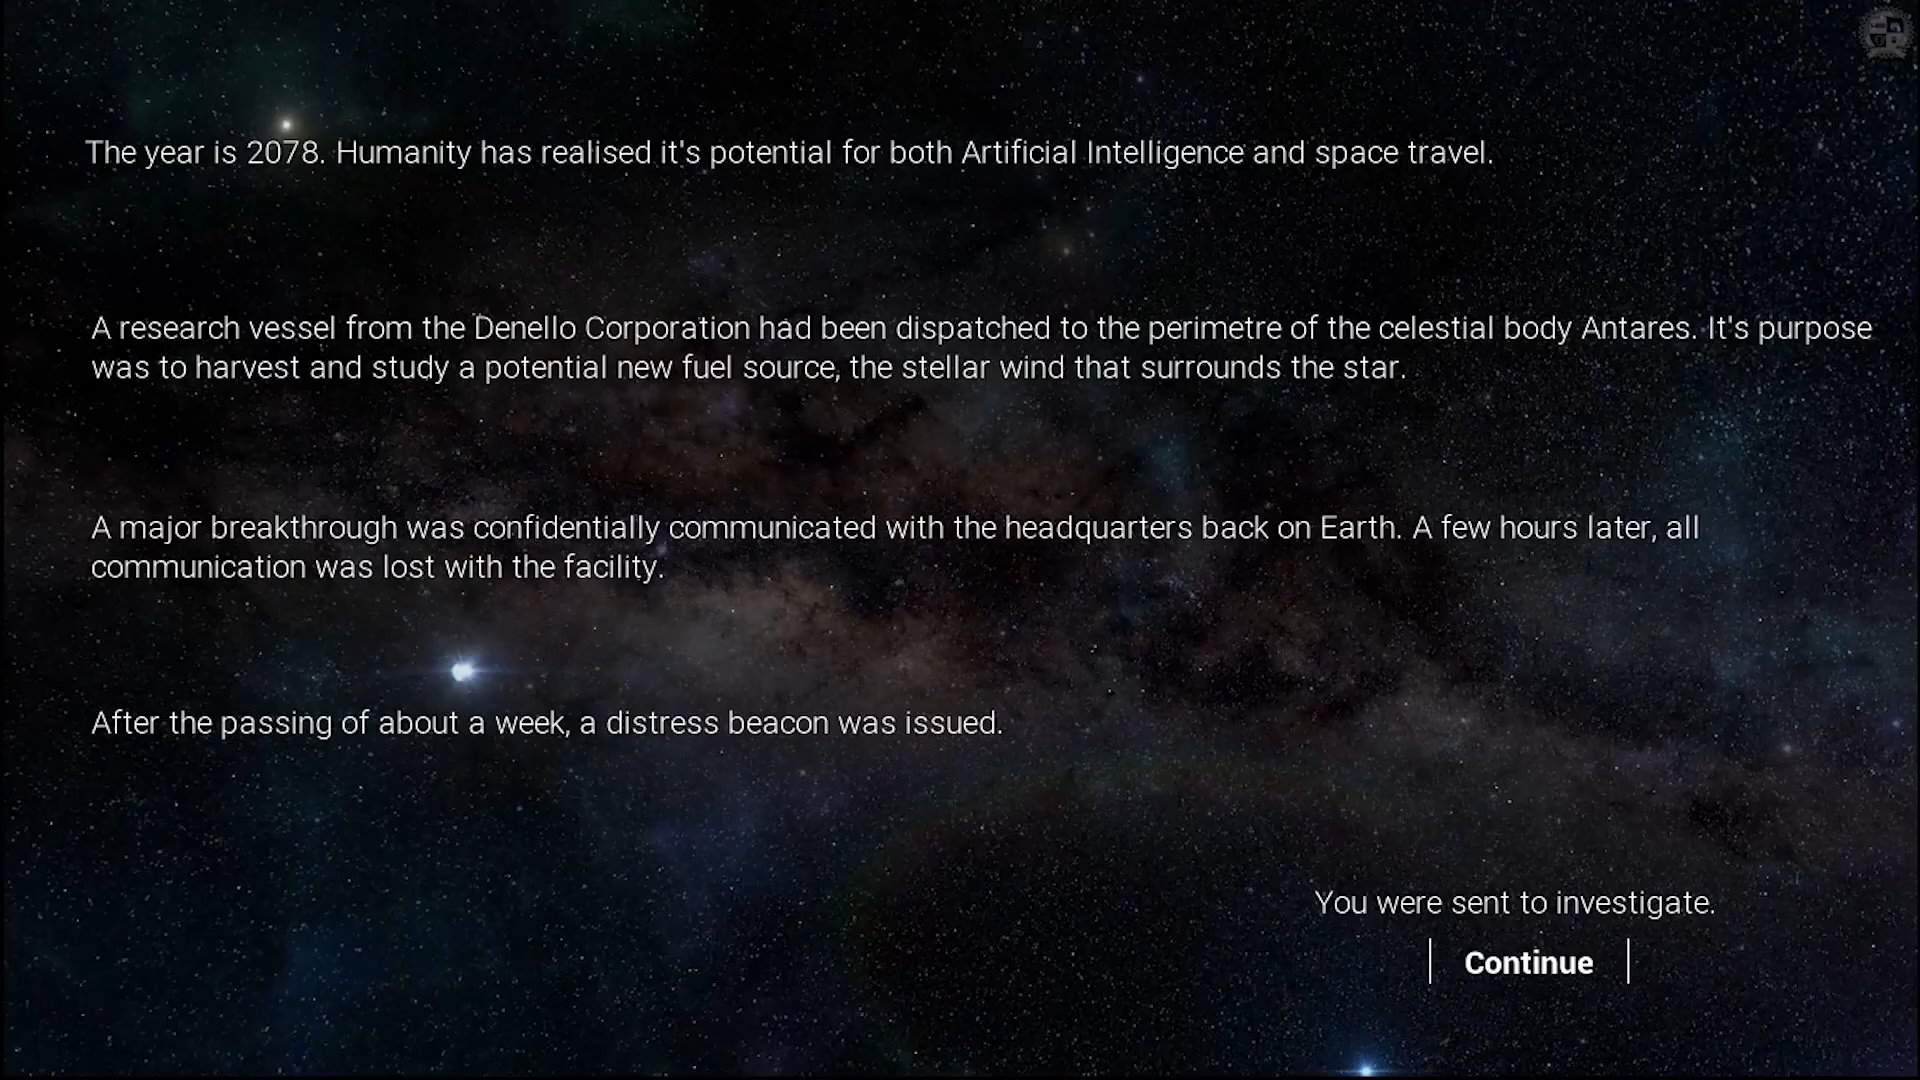 The year is 2078. Humanity has realised it's potential for both Artificial Intelligence and space travel.
A research vessel from the Denello Corporation had been dispatched to the perimetre of the celestial body Antares. It's purpose
was to harvest and study a potential new fuel source, the stellar wind that surrounds the star.
A major breakthrough was confidentially communicated with the headquarters back on Earth. A few hours later, all
communication was lost with the facility.
After the passing of about a week, a distress beacon was issued.
You were sent to investigate.
Continue